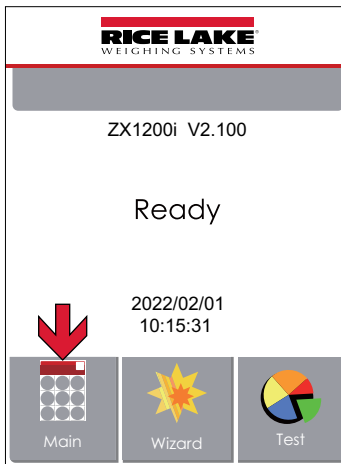 RICE LAKE®
WEIGHING SYSTEMS
ZX1200i V2.100
Ready
2022/02/01
10:15:31
Main
Wizard
Test